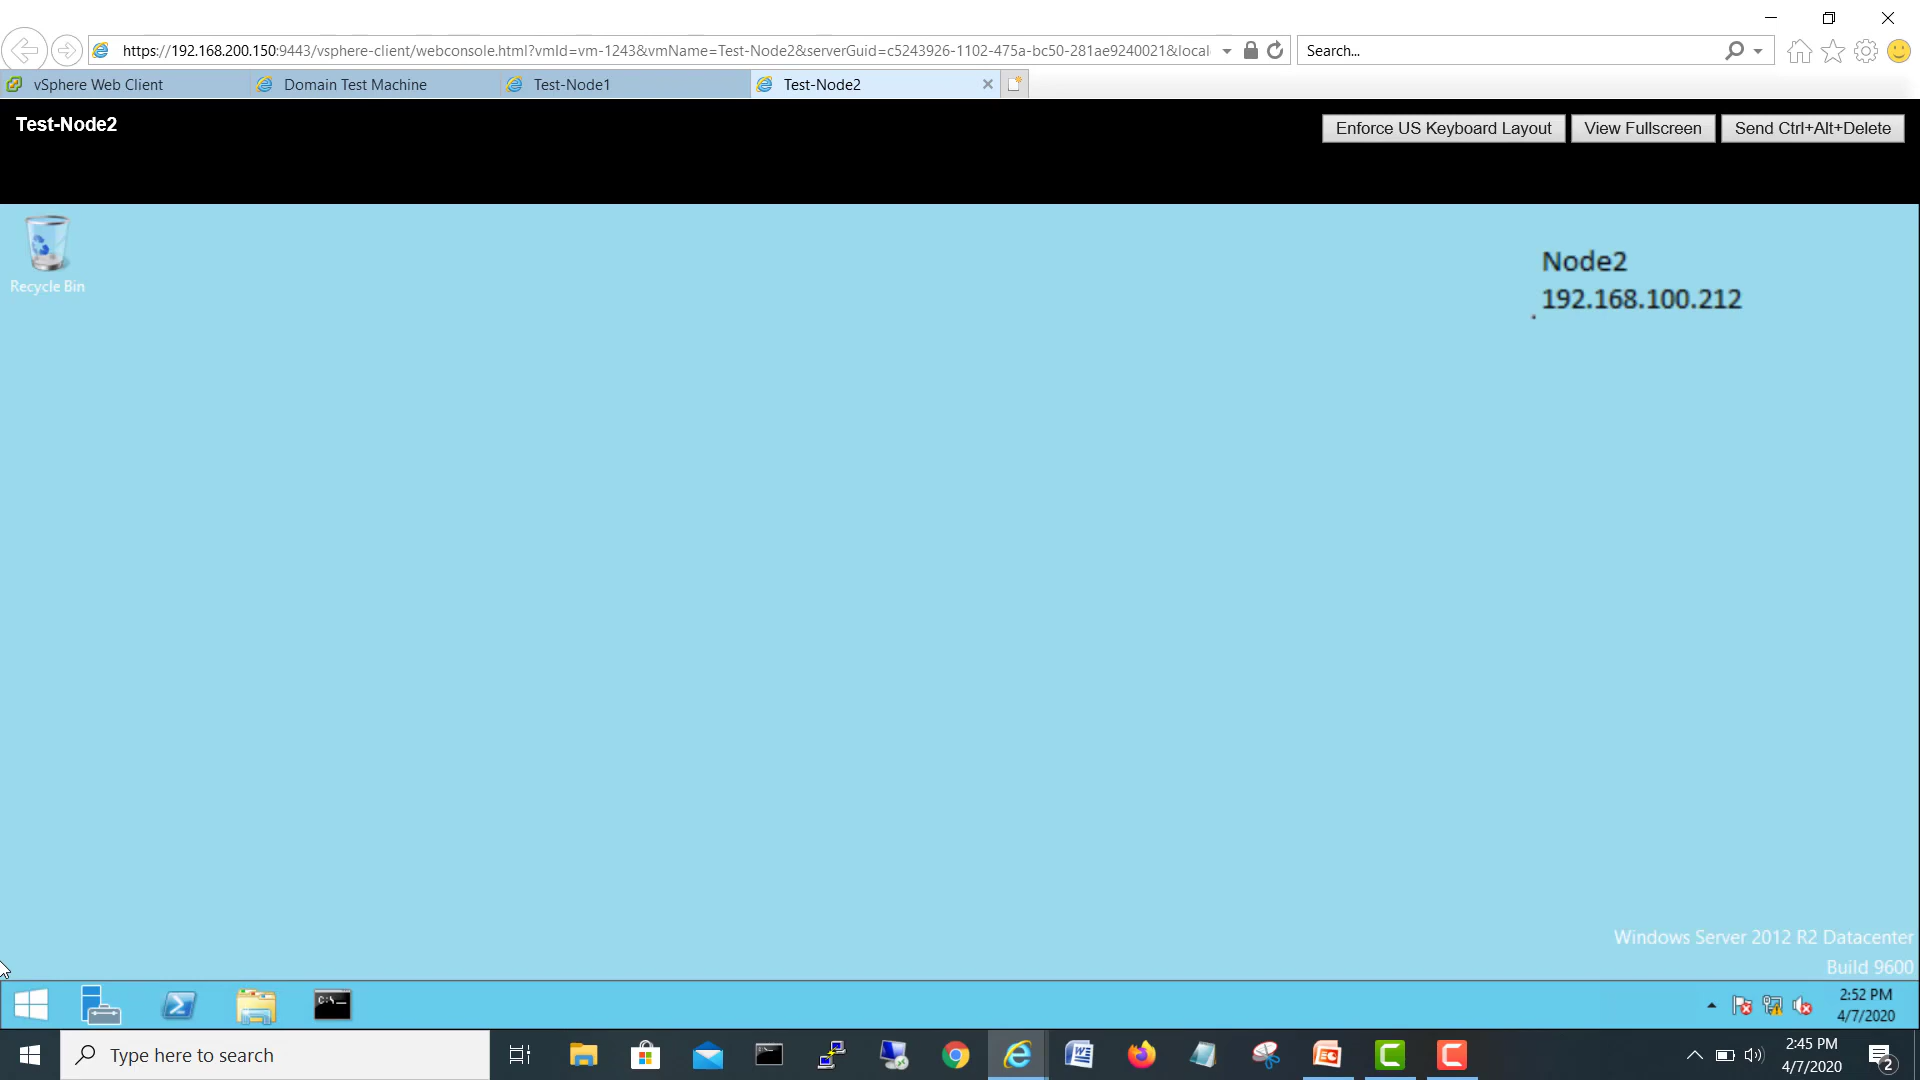 https://192.168.200.150:9443/vsphere-client/webconsole.html?vmId=vm-1243&vmName=Test-Node2&serverGuid=c5243926-1102-475a-bc50-281ae9240021&local
Search...
vSphere Web Client
Domain Test Machine
Test-Node1
Test-Node2
Test-Node2
Enforce US Keyboard Layout
View Fullscreen
Send Ctrl+Alt+Delete
Recycle Bin
Node2
192.168.100.212
Windows Server 2012 R2 Datacenter
Build 9600
2:52 PM
4/7/2020
Type here to search
2:45 PM
4/7/2020
2